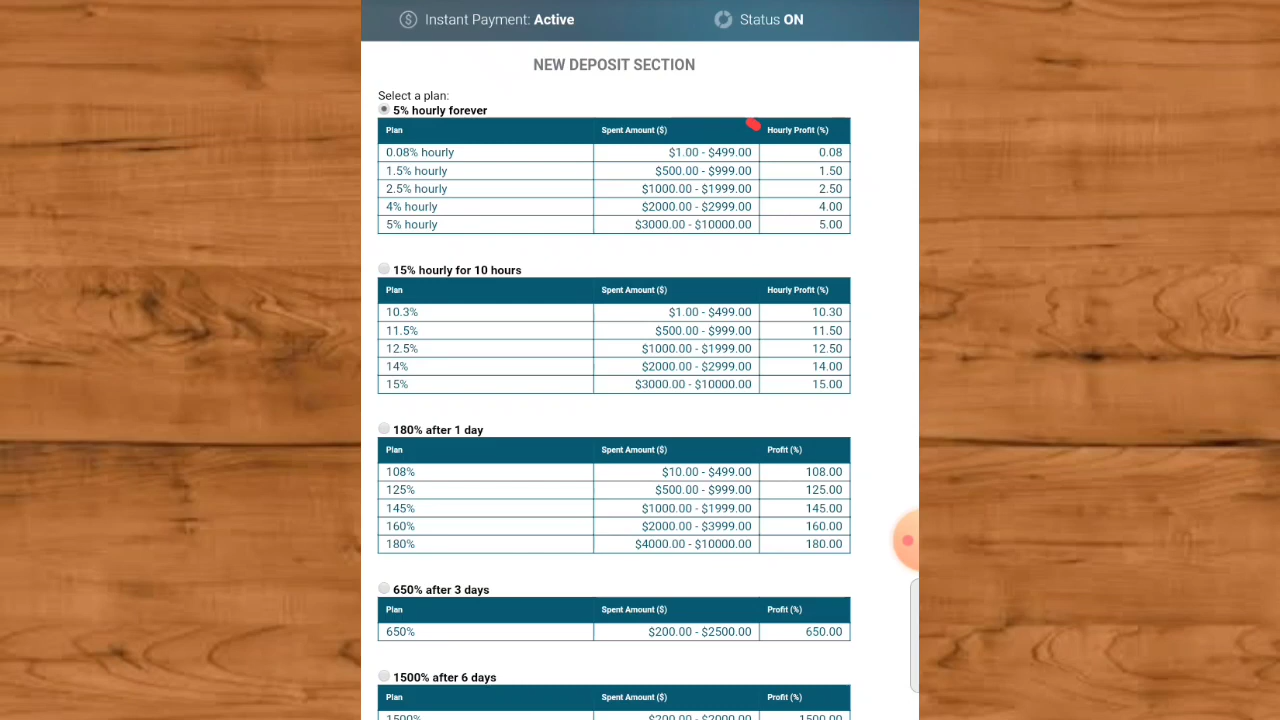 Instant Payment: Active Status ON
NEW DEPOSIT SECTION
Select a plan:
5% hourly forever
Plan Spent Amount ($) Hourly Profit (%)
0.08% hourly $1.00 - $499.00 0.08
1.5% hourly $500.00 - $999.00 1.50
2.5% hourly $1000.00 - $1999.00 2.50
4% hourly $2000.00 - $2999.00 4.00
5% hourly $3000.00 - $10000.00 5.00
15% hourly for 10 hours
Plan Spent Amount ($) Hourly Profit (%)
10.3% $1.00 - $499.00 10.30
11.5% $500.00 - $999.00 11.50
12.5% $1000.00 - $1999.00 12.50
14% $2000.00 - $2999.00 14.00
15% $3000.00 - $10000.00 15.00
180% after 1 day
Plan Spent Amount ($) Profit (%)
108% $10.00 - $499.00 108.00
125% $500.00 - $999.00 125.00
145% $1000.00 - $1999.00 145.00
160% $2000.00 - $3999.00 160.00
180% $4000.00 - $10000.00 180.00
650% after 3 days
Plan Spent Amount ($) Profit (%)
650% $200.00 - $2500.00 650.00
1500% after 6 days
Plan Spent Amount ($) Profit (%)
1500% $200.00 - $2000.00 1500.00